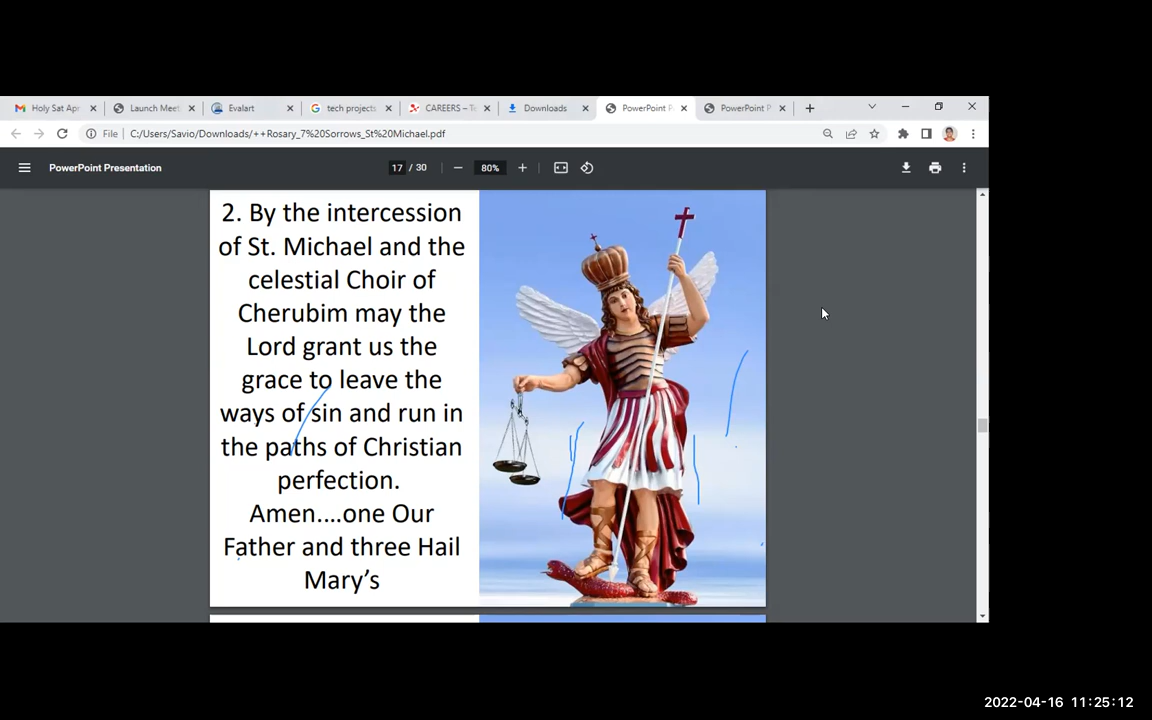 Holy Sat Apr
Launch Meet
Evalart
tech projects
CAREERS – T
Downloads
PowerPoint P
PowerPoint P
File C:/Users/Savio/Downloads/++Rosary_7%20Sorrows_St%20Michael.pdf
PowerPoint Presentation
17 / 30
80%
2. By the intercession
of St. Michael and the
celestial Choir of
Cherubim may the
Lord grant us the
grace to leave the
ways of sin and run in
the paths of Christian
perfection.
Amen....one Our
Father and three Hail
Mary’s
2022-04-16 11:25:12